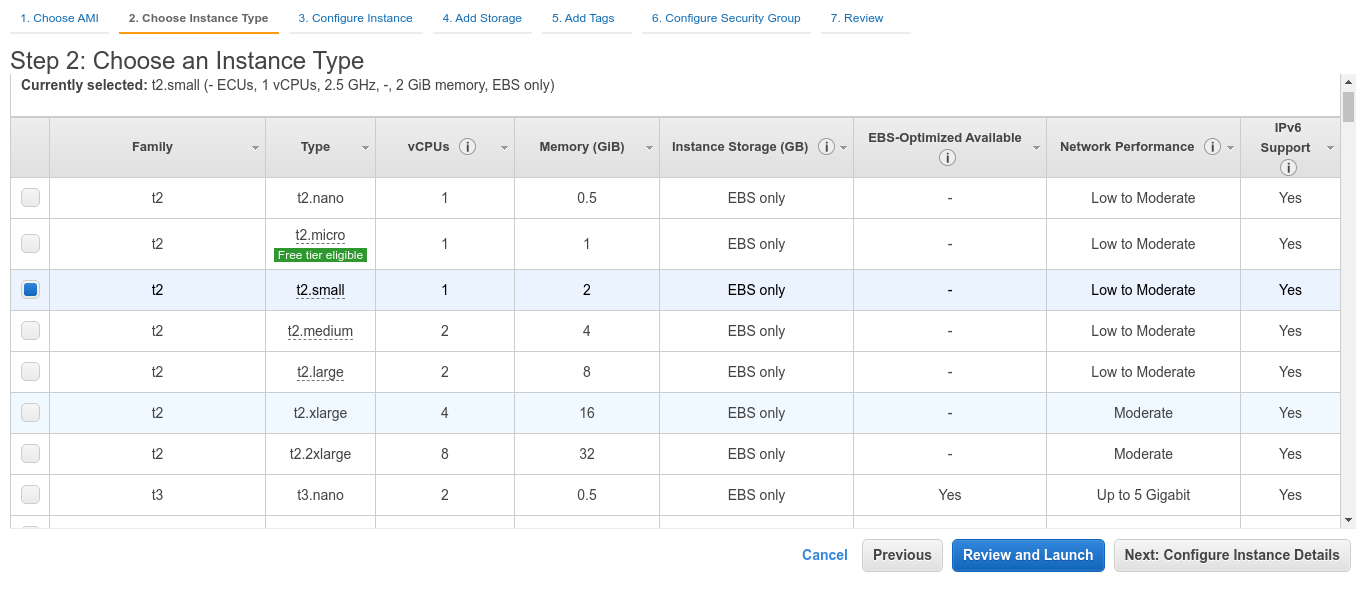 1. Choose AMI 2. Choose Instance Type 3. Configure Instance 4. Add Storage 5. Add Tags 6. Configure Security Group 7. Review
Step 2: Choose an Instance Type
Currently selected: t2.small (- ECUs, 1 vCPUs, 2.5 GHz, -, 2 GiB memory, EBS only)
Family Type vCPUs i Memory (GiB) Instance Storage (GB) i EBS-Optimized Available i Network Performance i IPv6 Support i
t2 t2.nano 1 0.5 EBS only - Low to Moderate Yes
t2 t2.micro Free tier eligible 1 1 EBS only - Low to Moderate Yes
t2 t2.small 1 2 EBS only - Low to Moderate Yes
t2 t2.medium 2 4 EBS only - Low to Moderate Yes
t2 t2.large 2 8 EBS only - Low to Moderate Yes
t2 t2.xlarge 4 16 EBS only - Moderate Yes
t2 t2.2xlarge 8 32 EBS only - Moderate Yes
t3 t3.nano 2 0.5 EBS only Yes Up to 5 Gigabit Yes
Cancel Previous Review and Launch Next: Configure Instance Details